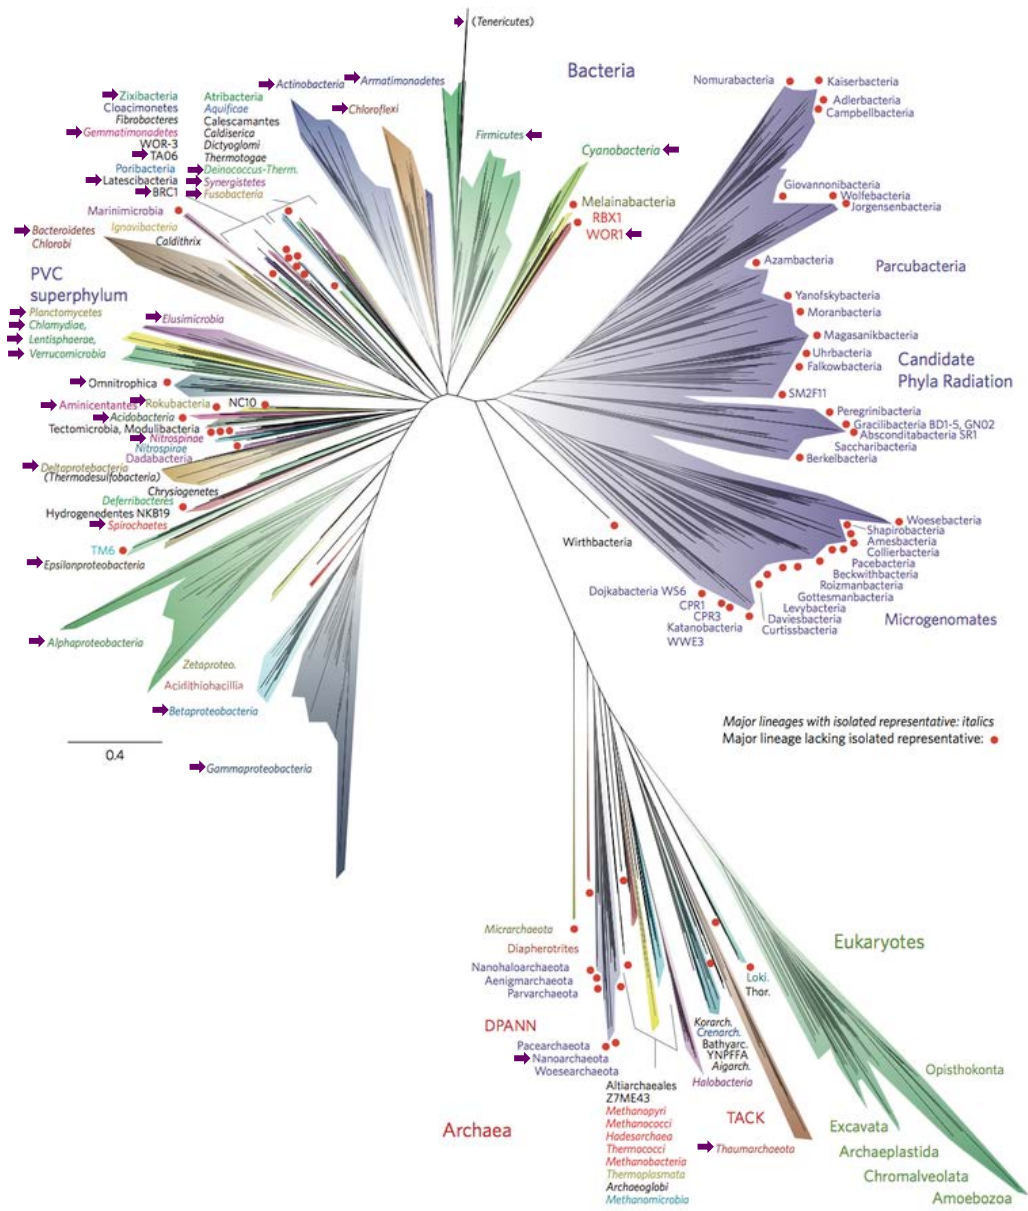 (Tenericutes)
Bacteria
Actinobacteria
Armatimonadetes
Chloroflexi
Firmicutes
Cyanobacteria
Melainabacteria
RBX1
WOR1
Zixibacteria
Cloacimonetes
Fibrobacteres
Gemmatimonadetes
WOR-3
TA06
Poribacteria
Latescibacteria
BRC1
Atribacteria
Aquificae
Calescamantes
Caldiserica
Dictyoglomi
Thermotogae
Deinococcus-Therm.
Synergistetes
Fusobacteria
Marinimicrobia
Ignavibacteria
Bacteroidetes
Chlorobi
Caldithrix
PVC
superphylum
Planctomycetes
Chlamydiae,
Lentisphaerae,
Verrucomicrobia
Elusimicrobia
Omnitrophica
Aminicentantes
Rokubacteria
NC10
Acidobacteria
Tectomicrobia, Modulibacteria
Nitrospinae
Nitrospirae
Dadabacteria
Deltaprotebacteria
(Thermodesulfobacteria)
Chrysiogenetes
Deferribacteres
Hydrogenedentes NKB19
Spirochaetes
TM6
Epsilonproteobacteria
Alphaproteobacteria
Zetaproteo.
Acidithiobacillia
Betaproteobacteria
0.4
Gammaproteobacteria
Nomurabacteria
Kaiserbacteria
Adlerbacteria
Campbellbacteria
Giovannonibacteria
Wolfebacteria
Jorgensenbacteria
Azambacteria
Parcubacteria
Yanofskybacteria
Moranbacteria
Magasanikbacteria
Uhrbacteria
Falkowbacteria
Candidate
Phyla Radiation
SM2F11
Peregrinibacteria
Gracilibacteria BD1-5, GN02
Absconditabacteria SR1
Saccharibacteria
Berkelbacteria
Woesebacteria
Shapirobacteria
Amesbacteria
Collierbacteria
Pacebacteria
Beckwithbacteria
Roizmanbacteria
Gottesmanbacteria
Levybacteria
Daviesbacteria
Curtissbacteria
Microgenomates
Wirthbacteria
Dojkabacteria WS6
CPR1
CPR3
Katanobacteria
WWE3
Major lineages with isolated representative: italics
Major lineage lacking isolated representative:
Micrarchaeota
Diapherotrites
Nanohaloarchaeota
Aenigmarchaeota
Parvarchaeota
DPANN
Pacearchaeota
Nanoarchaeota
Woesearchaeota
Archaea
Altiarchaeales
Z7ME43
Methanopyri
Methanococci
Hadesarchaea
Thermococci
Methanobacteria
Thermoplasmata
Archaeoglobi
Methanomicrobia
Halobacteria
Korarch.
Crenarch.
Bathyarc.
YNPFFA
Aigarch.
Loki.
Thor.
TACK
Thaumarchaeota
Eukaryotes
Opisthokonta
Excavata
Archaeplastida
Chromalveolata
Amoebozoa